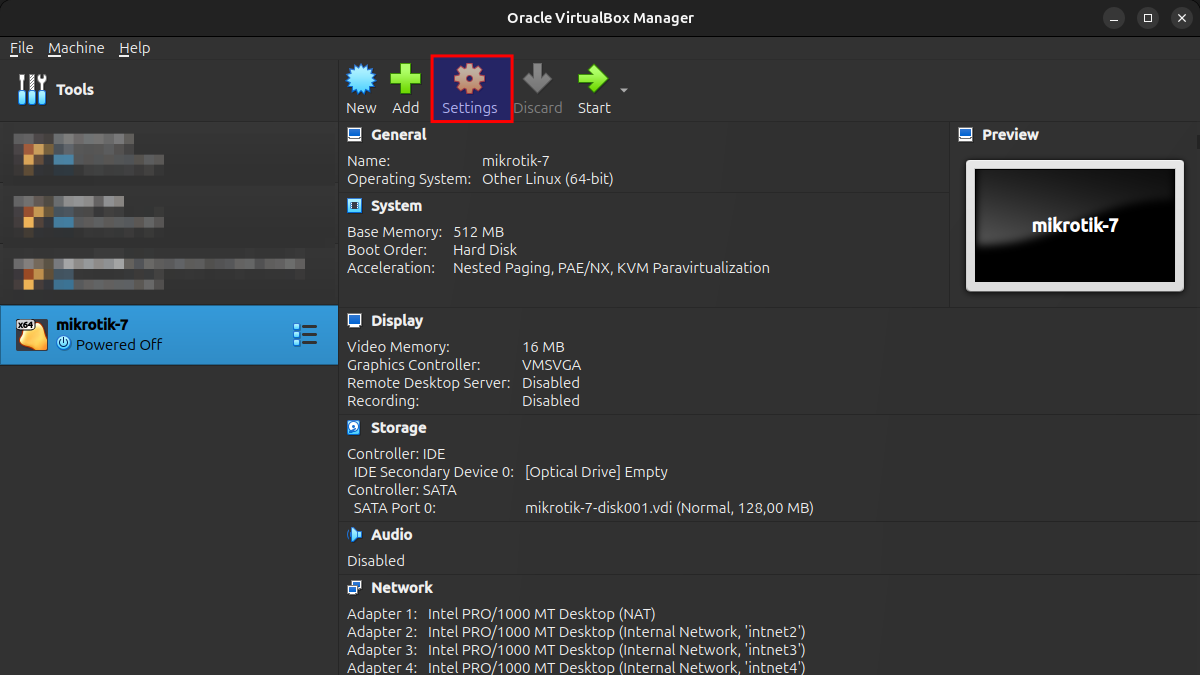 Oracle VirtualBox Manager
File Machine Help
Tools
New Add Settings Discard Start
x64
mikrotik-7
Powered Off
General
Name: mikrotik-7
Operating System: Other Linux (64-bit)
Preview
mikrotik-7
System
Base Memory: 512 MB
Boot Order: Hard Disk
Acceleration: Nested Paging, PAE/NX, KVM Paravirtualization
Display
Video Memory: 16 MB
Graphics Controller: VMSVGA
Remote Desktop Server: Disabled
Recording: Disabled
Storage
Controller: IDE
IDE Secondary Device 0: [Optical Drive] Empty
Controller: SATA
SATA Port 0: mikrotik-7-disk001.vdi (Normal, 128,00 MB)
Audio
Disabled
Network
Adapter 1: Intel PRO/1000 MT Desktop (NAT)
Adapter 2: Intel PRO/1000 MT Desktop (Internal Network, 'intnet2')
Adapter 3: Intel PRO/1000 MT Desktop (Internal Network, 'intnet3')
Adapter 4: Intel PRO/1000 MT Desktop (Internal Network, 'intnet4')